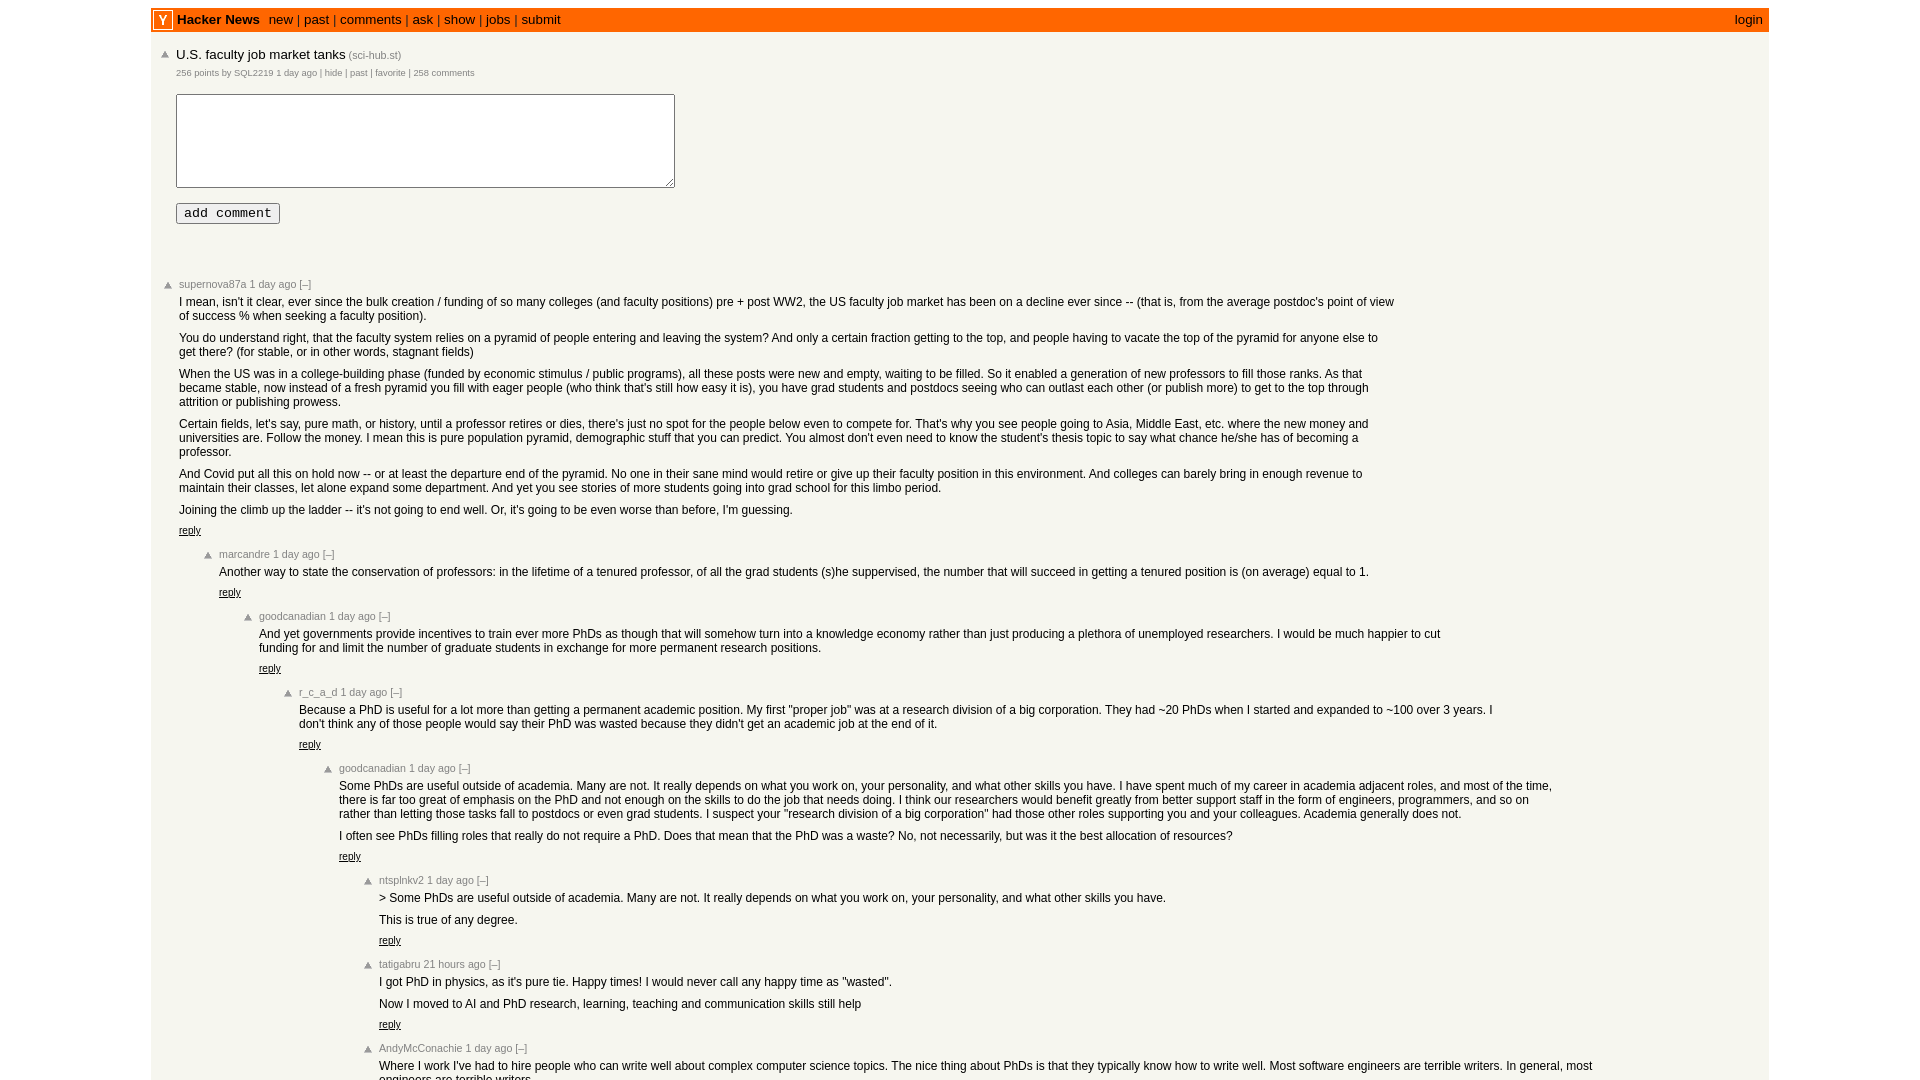 Y Hacker News new | past | comments | ask | show | jobs | submit login
U.S. faculty job market tanks (sci-hub.st)
256 points by SQL2219 1 day ago | hide | past | favorite | 258 comments
add comment
supernova87a 1 day ago [–]
I mean, isn't it clear, ever since the bulk creation / funding of so many colleges (and faculty positions) pre + post WW2, the US faculty job market has been on a decline ever since -- (that is, from the average postdoc's point of view
of success % when seeking a faculty position).
You do understand right, that the faculty system relies on a pyramid of people entering and leaving the system? And only a certain fraction getting to the top, and people having to vacate the top of the pyramid for anyone else to
get there? (for stable, or in other words, stagnant fields)
When the US was in a college-building phase (funded by economic stimulus / public programs), all these posts were new and empty, waiting to be filled. So it enabled a generation of new professors to fill those ranks. As that
became stable, now instead of a fresh pyramid you fill with eager people (who think that's still how easy it is), you have grad students and postdocs seeing who can outlast each other (or publish more) to get to the top through
attrition or publishing prowess.
Certain fields, let's say, pure math, or history, until a professor retires or dies, there's just no spot for the people below even to compete for. That's why you see people going to Asia, Middle East, etc. where the new money and
universities are. Follow the money. I mean this is pure population pyramid, demographic stuff that you can predict. You almost don't even need to know the student's thesis topic to say what chance he/she has of becoming a
professor.
And Covid put all this on hold now -- or at least the departure end of the pyramid. No one in their sane mind would retire or give up their faculty position in this environment. And colleges can barely bring in enough revenue to
maintain their classes, let alone expand some department. And yet you see stories of more students going into grad school for this limbo period.
Joining the climb up the ladder -- it's not going to end well. Or, it's going to be even worse than before, I'm guessing.
reply
marcandre 1 day ago [–]
Another way to state the conservation of professors: in the lifetime of a tenured professor, of all the grad students (s)he suppervised, the number that will succeed in getting a tenured position is (on average) equal to 1.
reply
goodcanadian 1 day ago [–]
And yet governments provide incentives to train ever more PhDs as though that will somehow turn into a knowledge economy rather than just producing a plethora of unemployed researchers. I would be much happier to cut
funding for and limit the number of graduate students in exchange for more permanent research positions.
reply
r_c_a_d 1 day ago [–]
Because a PhD is useful for a lot more than getting a permanent academic position. My first "proper job" was at a research division of a big corporation. They had ~20 PhDs when I started and expanded to ~100 over 3 years. I
don't think any of those people would say their PhD was wasted because they didn't get an academic job at the end of it.
reply
goodcanadian 1 day ago [–]
Some PhDs are useful outside of academia. Many are not. It really depends on what you work on, your personality, and what other skills you have. I have spent much of my career in academia adjacent roles, and most of the time,
there is far too great of emphasis on the PhD and not enough on the skills to do the job that needs doing. I think our researchers would benefit greatly from better support staff in the form of engineers, programmers, and so on
rather than letting those tasks fall to postdocs or even grad students. I suspect your "research division of a big corporation" had those other roles supporting you and your colleagues. Academia generally does not.
I often see PhDs filling roles that really do not require a PhD. Does that mean that the PhD was a waste? No, not necessarily, but was it the best allocation of resources?
reply
ntsplnkv2 1 day ago [–]
> Some PhDs are useful outside of academia. Many are not. It really depends on what you work on, your personality, and what other skills you have.
This is true of any degree.
reply
tatigabru 21 hours ago [–]
I got PhD in physics, as it's pure tie. Happy times! I would never call any happy time as "wasted".
Now I moved to AI and PhD research, learning, teaching and communication skills still help
reply
AndyMcConachie 1 day ago [–]
Where I work I've had to hire people who can write well about complex computer science topics. The nice thing about PhDs is that they typically know how to write well. Most software engineers are terrible writers. In general, most
engineers are terrible writers.